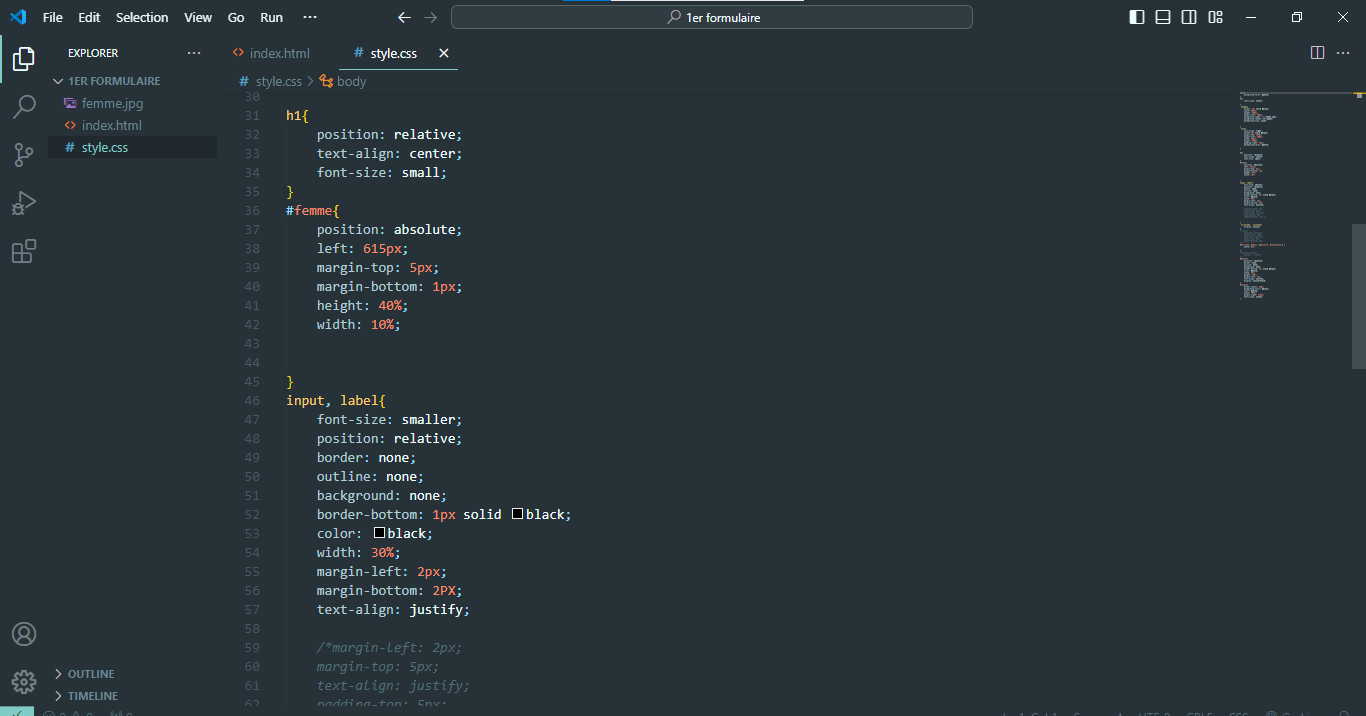 File Edit Selection View Go Run ···
1er formulaire
EXPLORER ···
1ER FORMULAIRE
femme.jpg
index.html
style.css
OUTLINE
TIMELINE
index.html
# style.css
# style.css > body
30
31 h1{
32 position: relative;
33 text-align: center;
34 font-size: small;
35 }
36 #femme{
37 position: absolute;
38 left: 615px;
39 margin-top: 5px;
40 margin-bottom: 1px;
41 height: 40%;
42 width: 10%;
43
44
45 }
46 input, label{
47 font-size: smaller;
48 position: relative;
49 border: none;
50 outline: none;
51 background: none;
52 border-bottom: 1px solid black;
53 color: black;
54 width: 30%;
55 margin-left: 2px;
56 margin-bottom: 2PX;
57 text-align: justify;
58
59 /*margin-left: 2px;
60 margin-top: 5px;
61 text-align: justify;
62 padding-top: 5px;